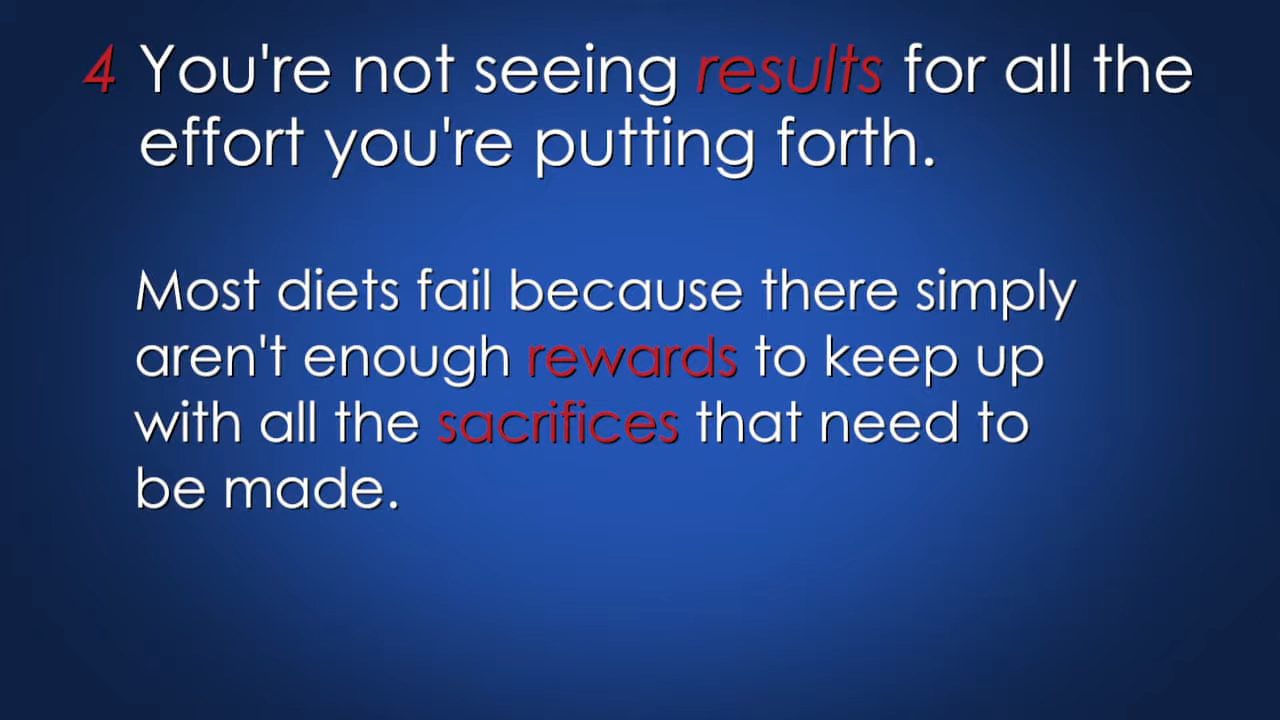 4 You're not seeing results for all the
effort you're putting forth.
Most diets fail because there simply
aren't enough rewards to keep up
with all the sacrifices that need to
be made.